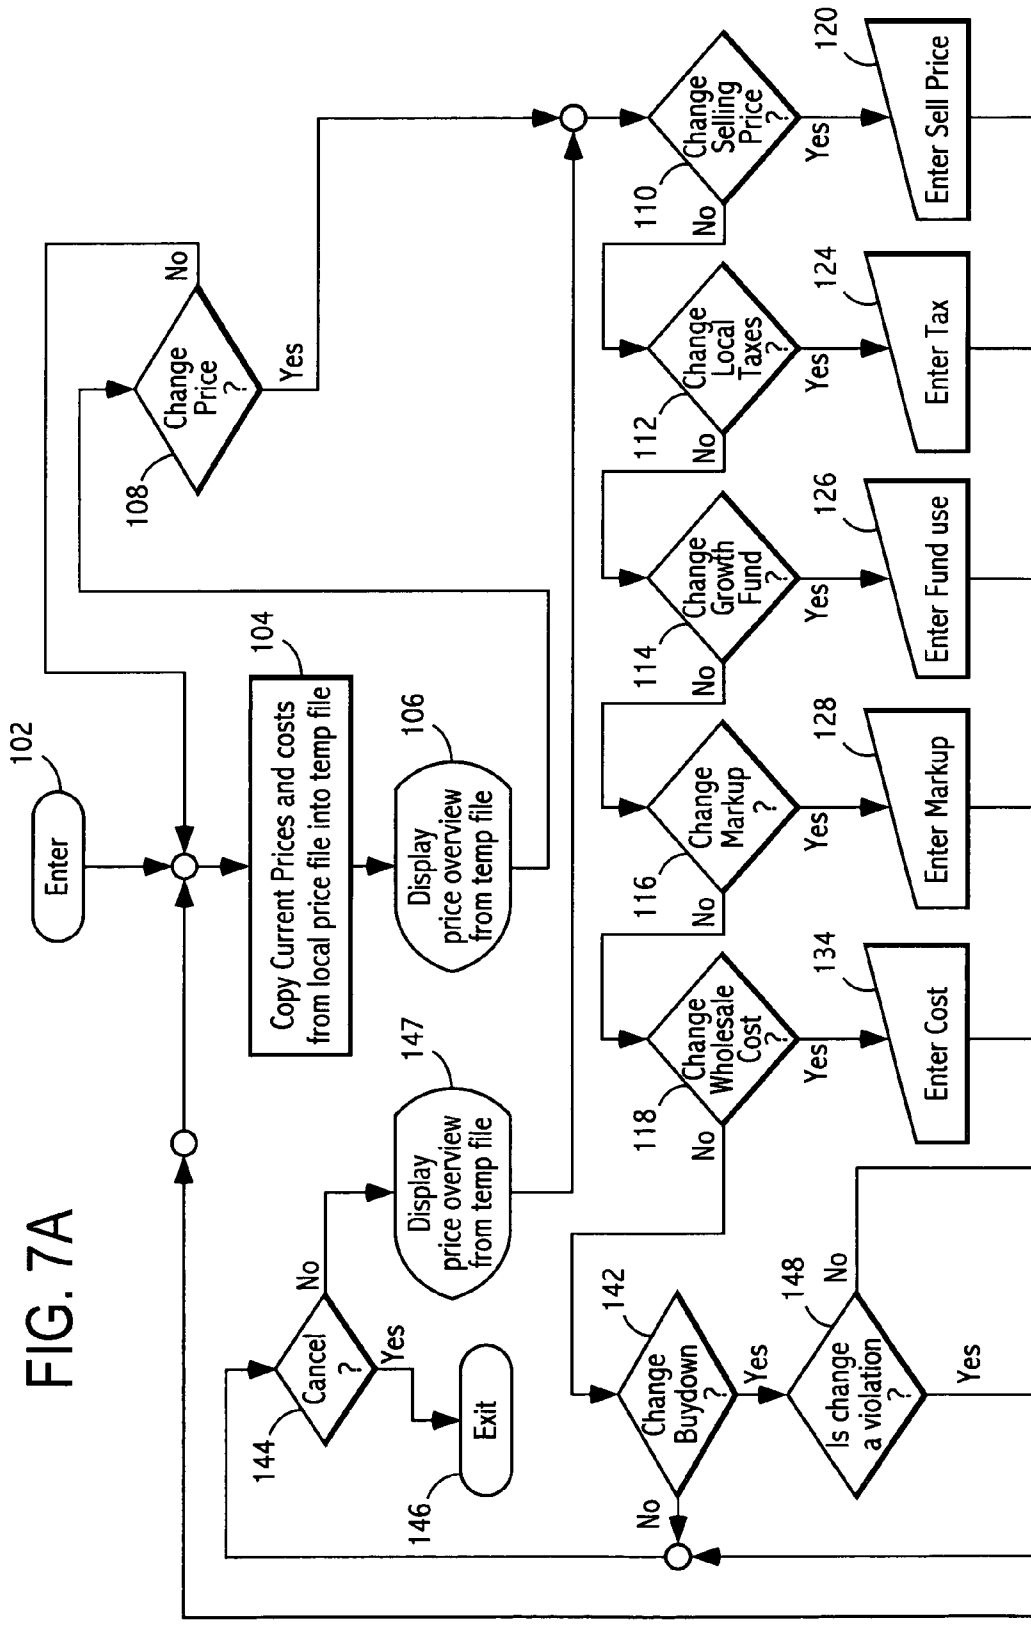 FIG. 7A
102
Enter
104
Copy Current Prices and costs
from local price file into temp file
106
Display
price overview
from temp file
108
Change
Price
?
No
Yes
144
Cancel
?
No
Yes
146
Exit
147
Display
price overview
from temp file
110
Change
Selling
Price
?
No
Yes
120
Enter Sell Price
112
Change
Local
Taxes
?
No
Yes
124
Enter Tax
114
Change
Growth
Fund
?
No
Yes
126
Enter Fund use
116
Change
Markup
?
No
Yes
128
Enter Markup
118
Change
Wholesale
Cost
?
No
Yes
134
Enter Cost
142
Change
Buydown
?
No
Yes
148
Is change
a violation
?
No
Yes